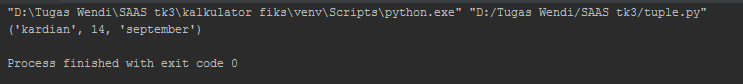 "D:\Tugas Wendi\SAAS tk3\kalkulator fiks\venv\Scripts\python.exe" "D:/Tugas Wendi/SAAS tk3/tuple.py"
('kardian', 14, 'september')
Process finished with exit code 0